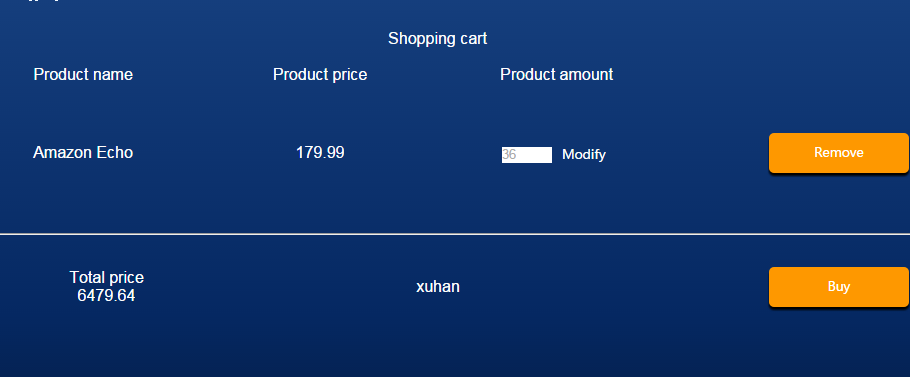 Shopping cart
Product name Product price Product amount
Amazon Echo 179.99 36 Modify Remove
Total price
6479.64
xuhan
Buy